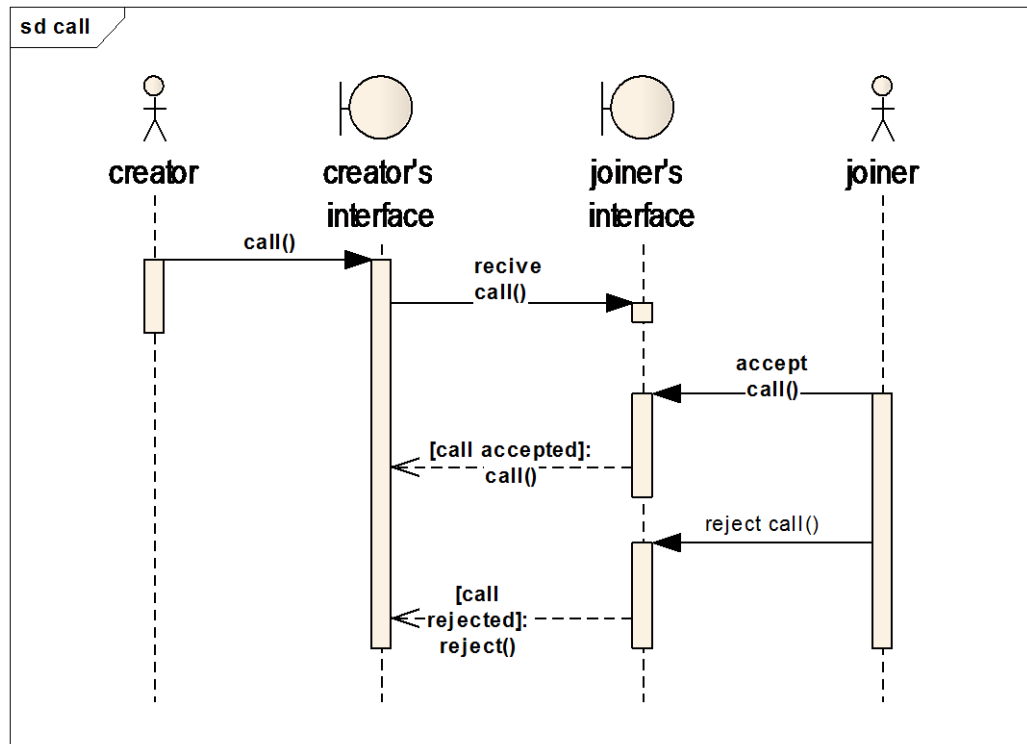 sd call
creator
creator's
interface
joiner's
interface
joiner
call()
recive
call()
accept
call()
[call accepted]:
call()
reject call()
[call
rejected]:
reject()